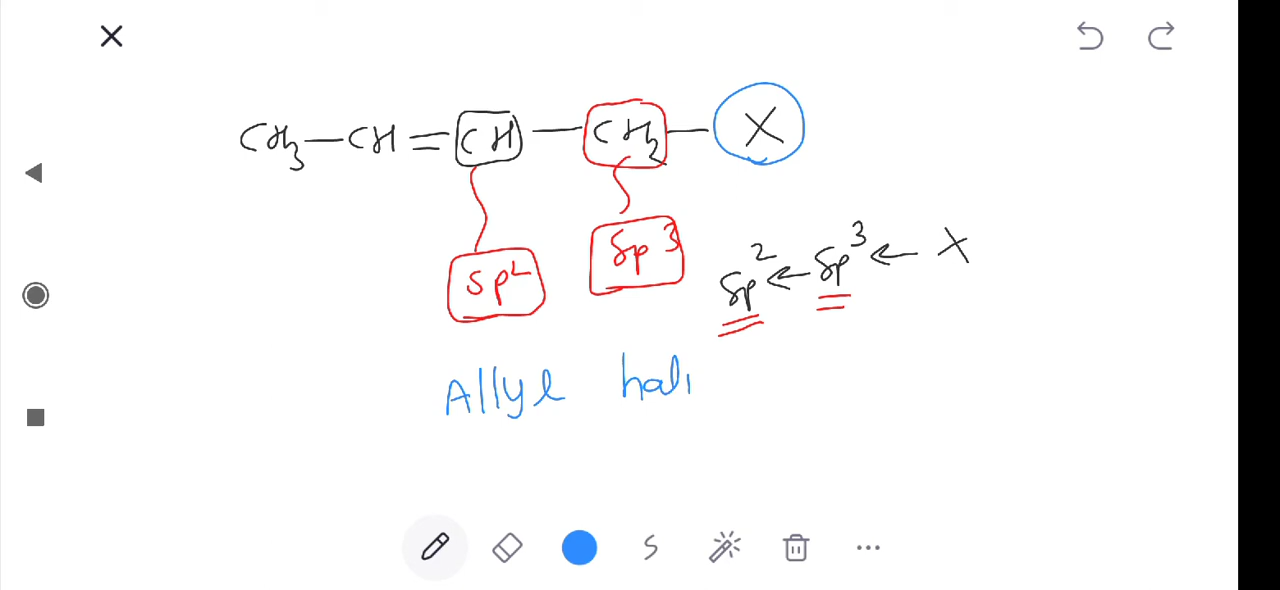 CH₃—CH=CH—CH₂—X
sp² sp³
sp² ← sp³ ← X
Allyl hali